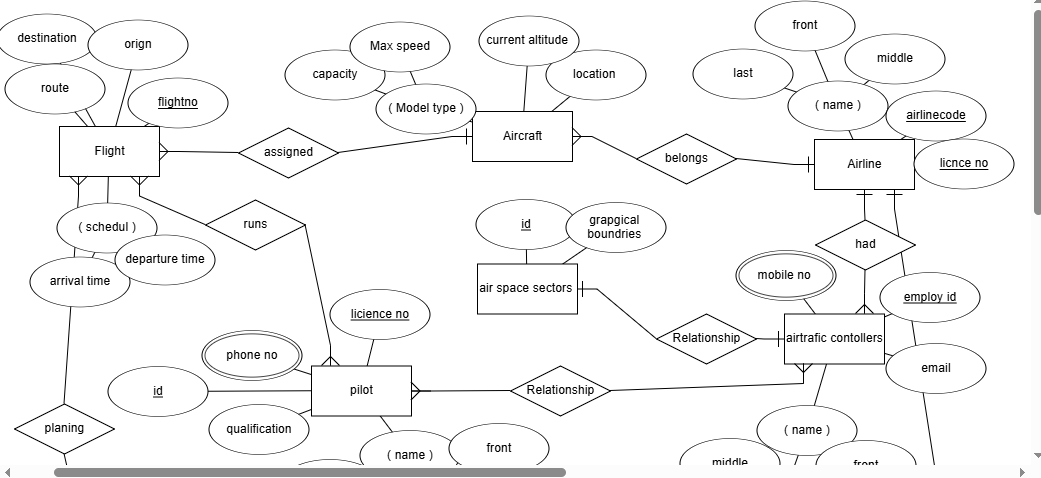 front
destination
orign
Max speed
current altitude
middle
capacity
location
last
route
flightno
( Model type )
( name )
airlinecode
Flight
assigned
Aircraft
belongs
Airline
licnce no
( schedul )
runs
id
grapgical
boundries
had
departure time
arrival time
mobile no
air space sectors
employ id
licience no
Relationship
airtrafic contollers
phone no
email
id
pilot
Relationship
planing
qualification
( name )
( name )
front
middle
front